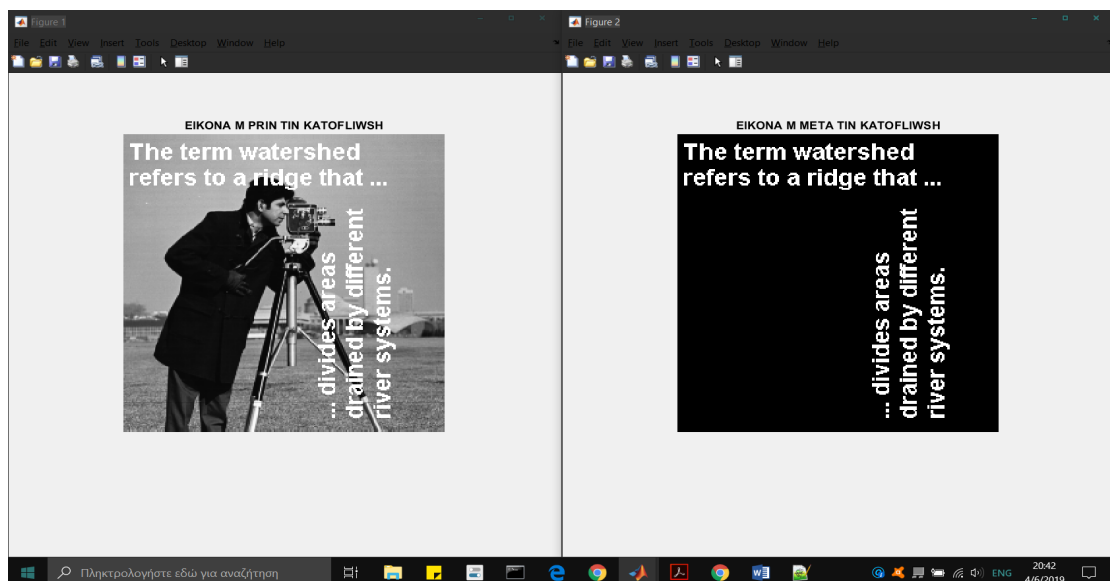 Figure 1
File Edit View Insert Tools Desktop Window Help
EIKONA M PRIN TIN KATOFLIWSH
The term watershed
refers to a ridge that ...
... divides areas
drained by different
river systems.
Figure 2
File Edit View Insert Tools Desktop Window Help
EIKONA M META TIN KATOFLIWSH
The term watershed
refers to a ridge that ...
... divides areas
drained by different
river systems.
Πληκτρολογήστε εδώ για αναζήτηση
ENG
20:42
4/6/2019